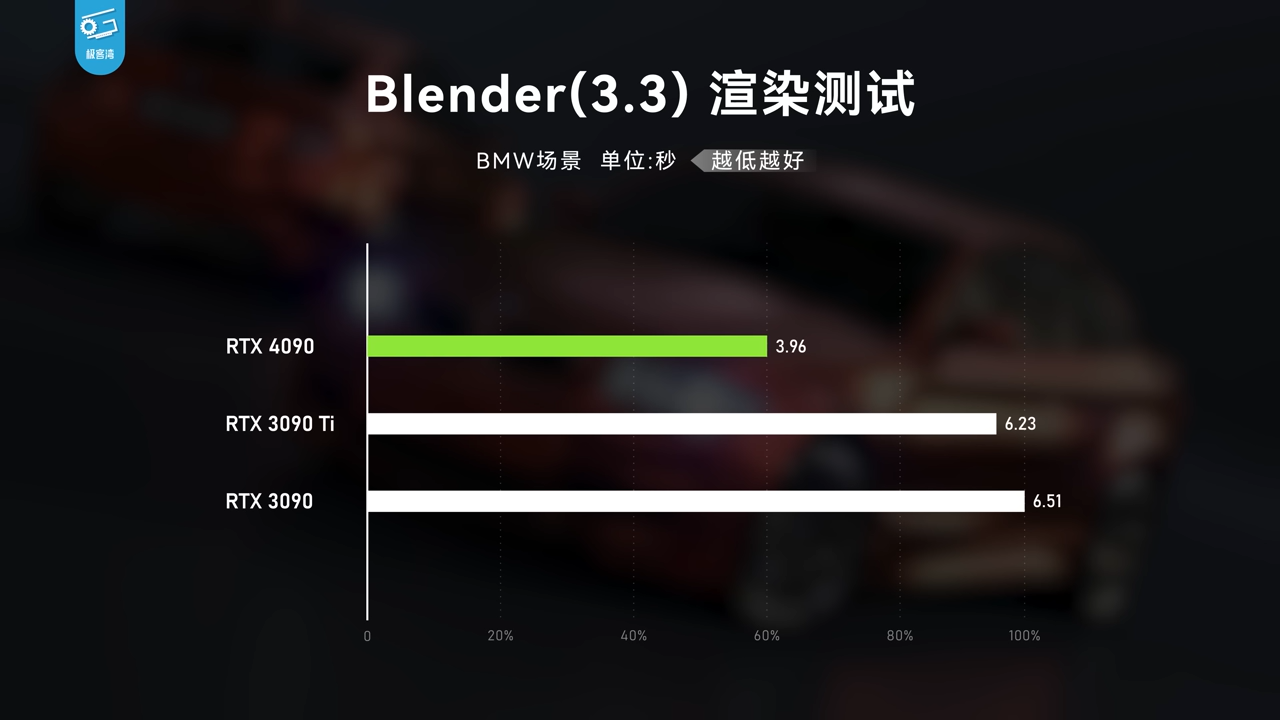 极客湾
Blender(3.3) 渲染测试
BMW场景 单位:秒 越低越好
RTX 4090 3.96
RTX 3090 Ti 6.23
RTX 3090 6.51
0 20% 40% 60% 80% 100%